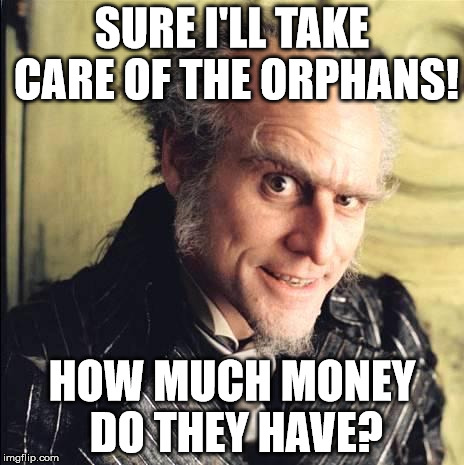 SURE I'LL TAKE
CARE OF THE ORPHANS!
HOW MUCH MONEY
DO THEY HAVE?
imgflip.com